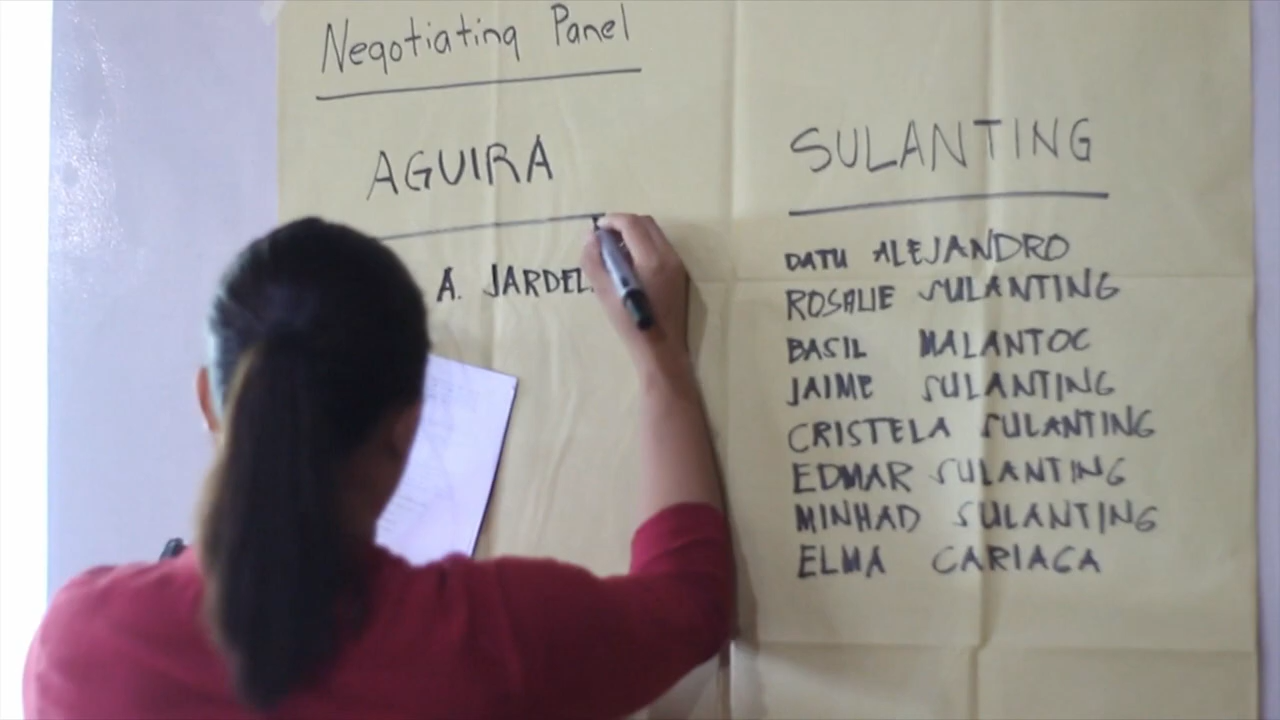 Negotiating Panel
AGUIRA
A. JARDEL
SULANTING
DATU ALEJANDRO
ROSALIE SULANTING
BASIL MALANTOC
JAIME SULANTING
CRISTELA SULANTING
EDMAR SULANTING
MINHAD SULANTING
ELMA CARIAGA